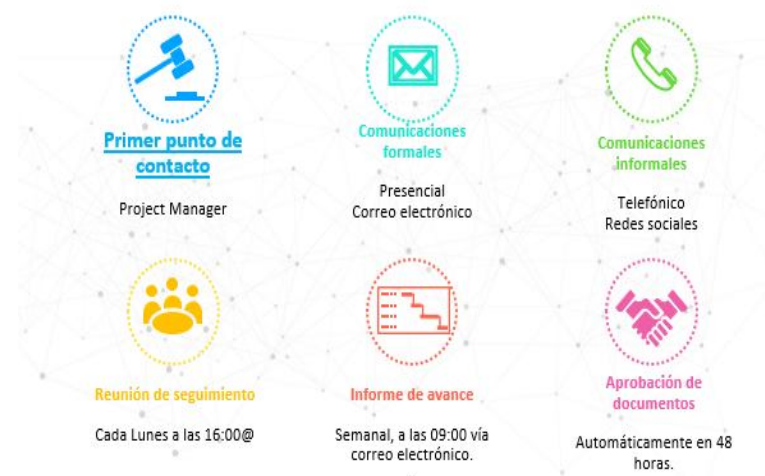 Primer punto de
contacto
Project Manager
Comunicaciones
formales
Presencial
Correo electrónico
Comunicaciones
informales
Telefónico
Redes sociales
Reunión de seguimiento
Cada Lunes a las 16:00@
Informe de avance
Semanal, a las 09:00 vía
correo electrónico.
Aprobación de
documentos
Automáticamente en 48
horas.